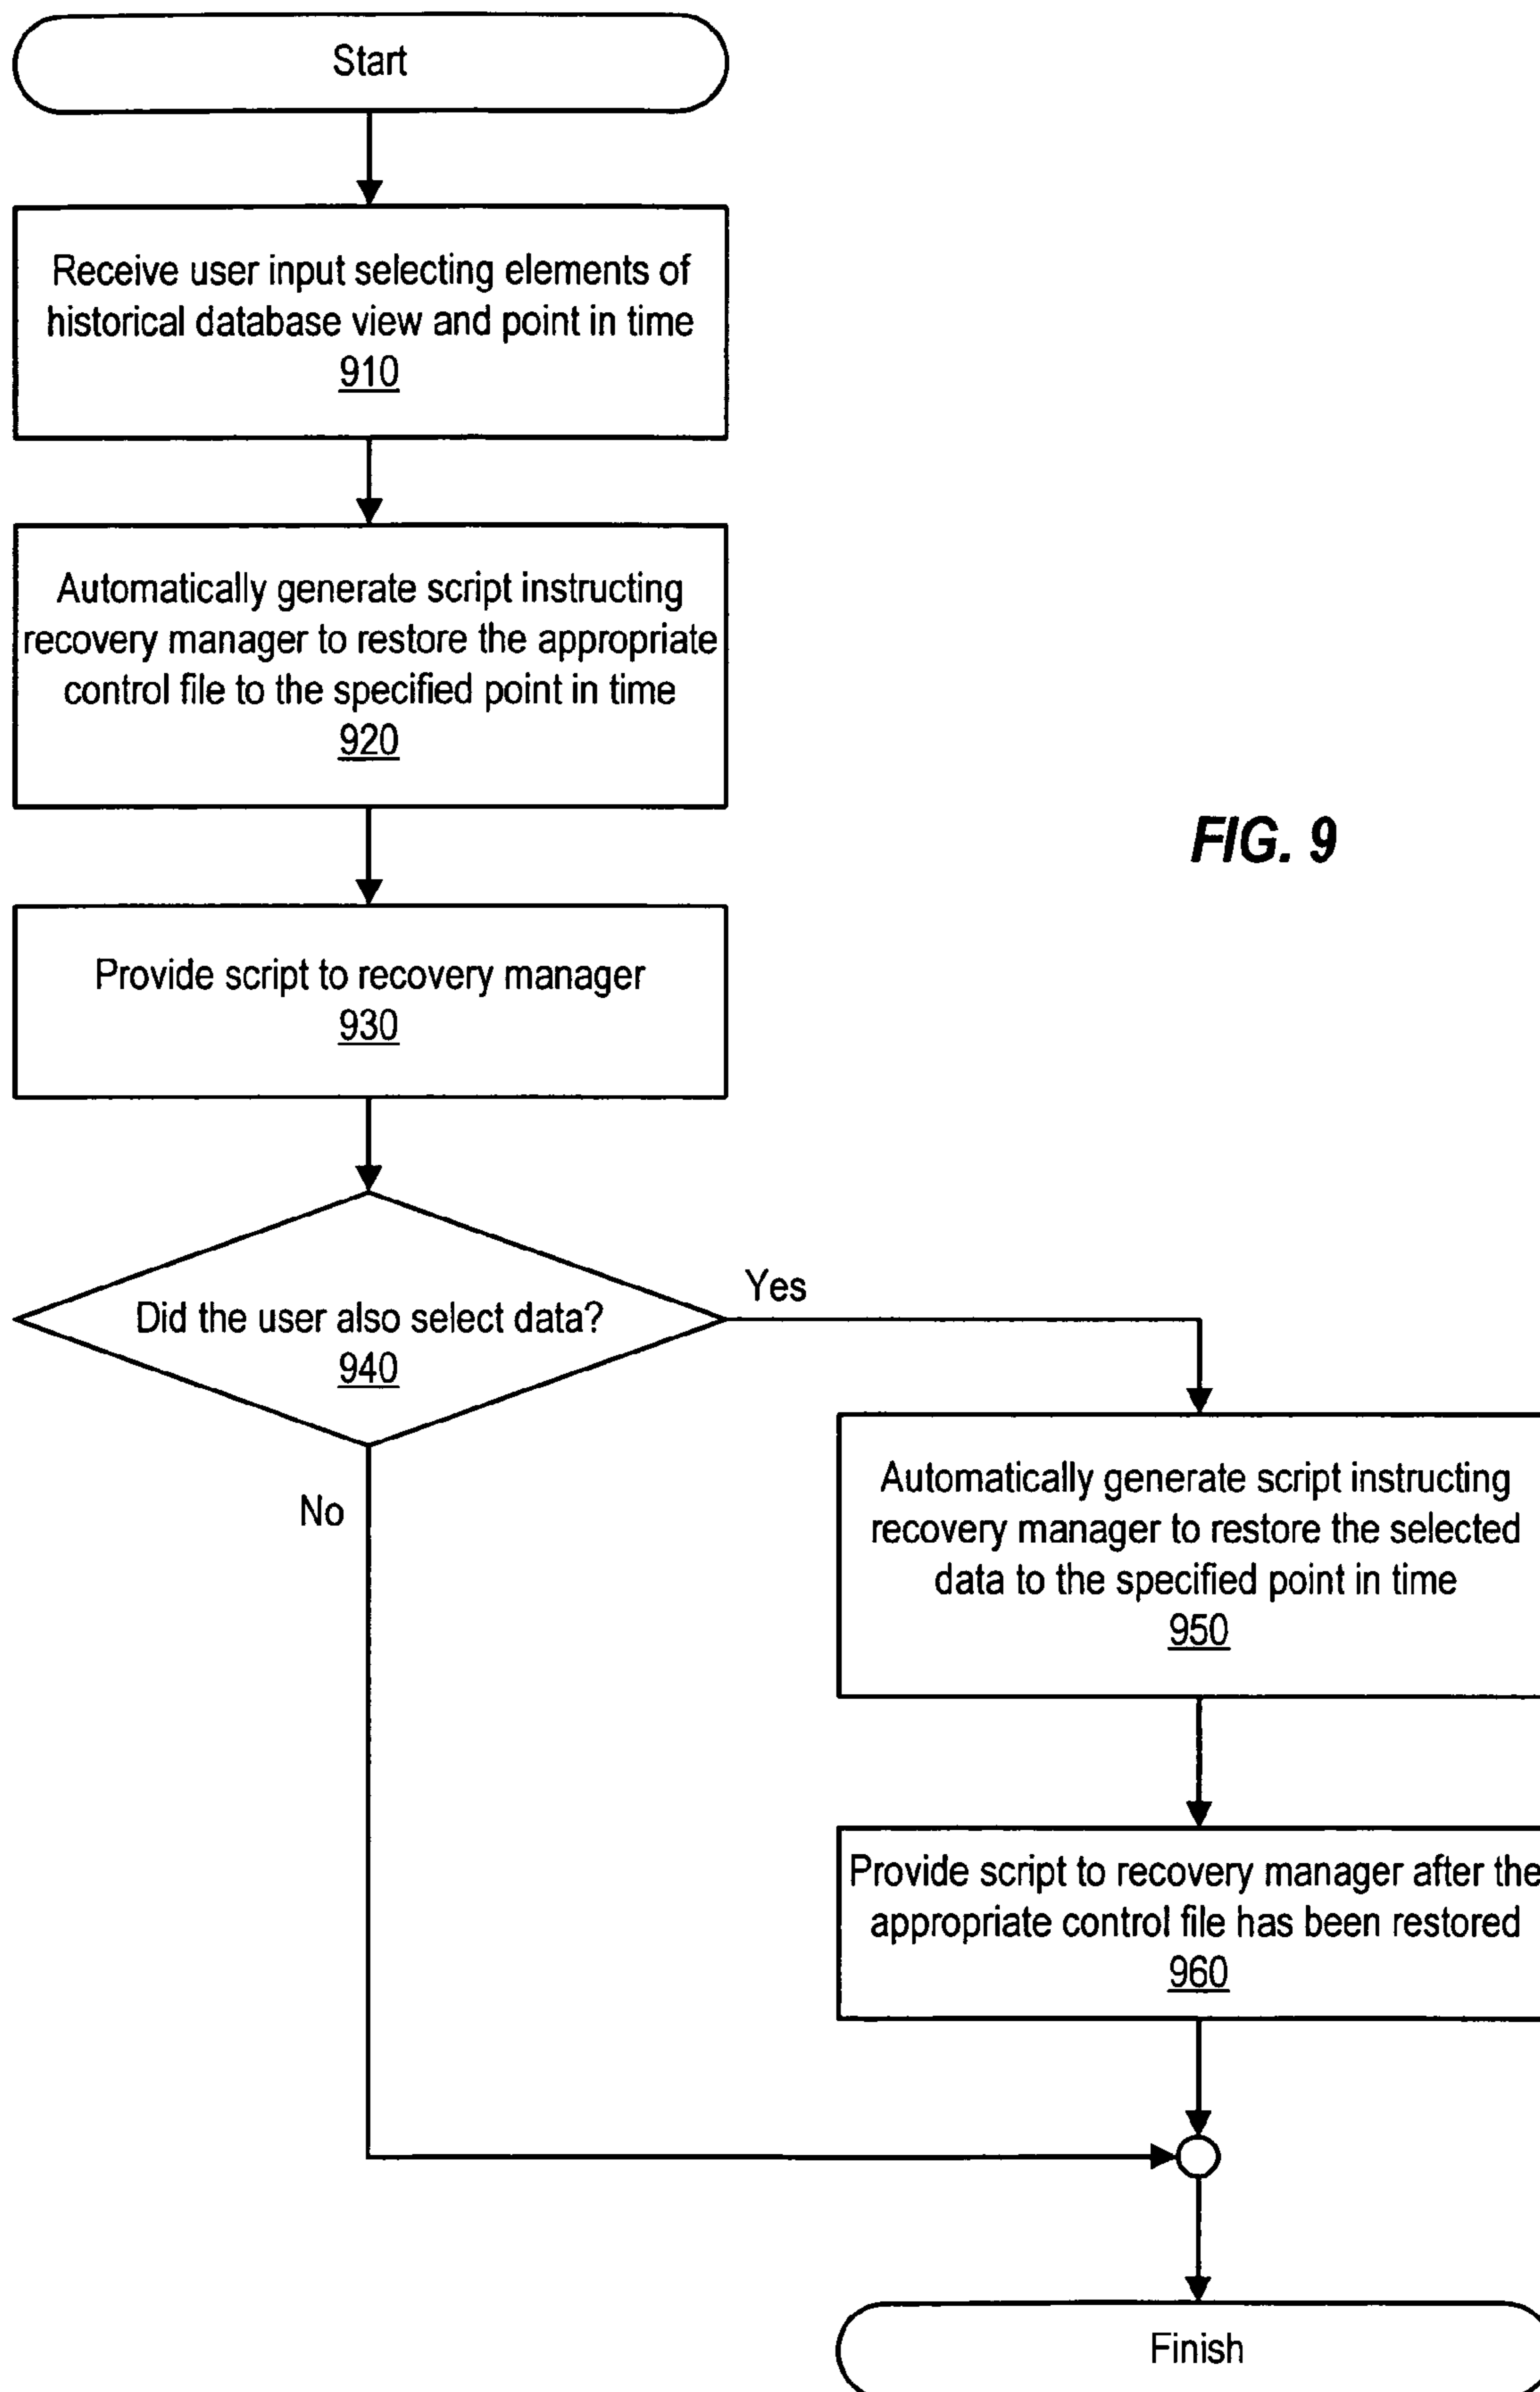 Start
Receive user input selecting elements of
historical database view and point in time
910
Automatically generate script instructing
recovery manager to restore the appropriate
control file to the specified point in time
920
FIG. 9
Provide script to recovery manager
930
Did the user also select data?
940
Yes
No
Automatically generate script instructing
recovery manager to restore the selected
data to the specified point in time
950
Provide script to recovery manager after the
appropriate control file has been restored
960
Finish